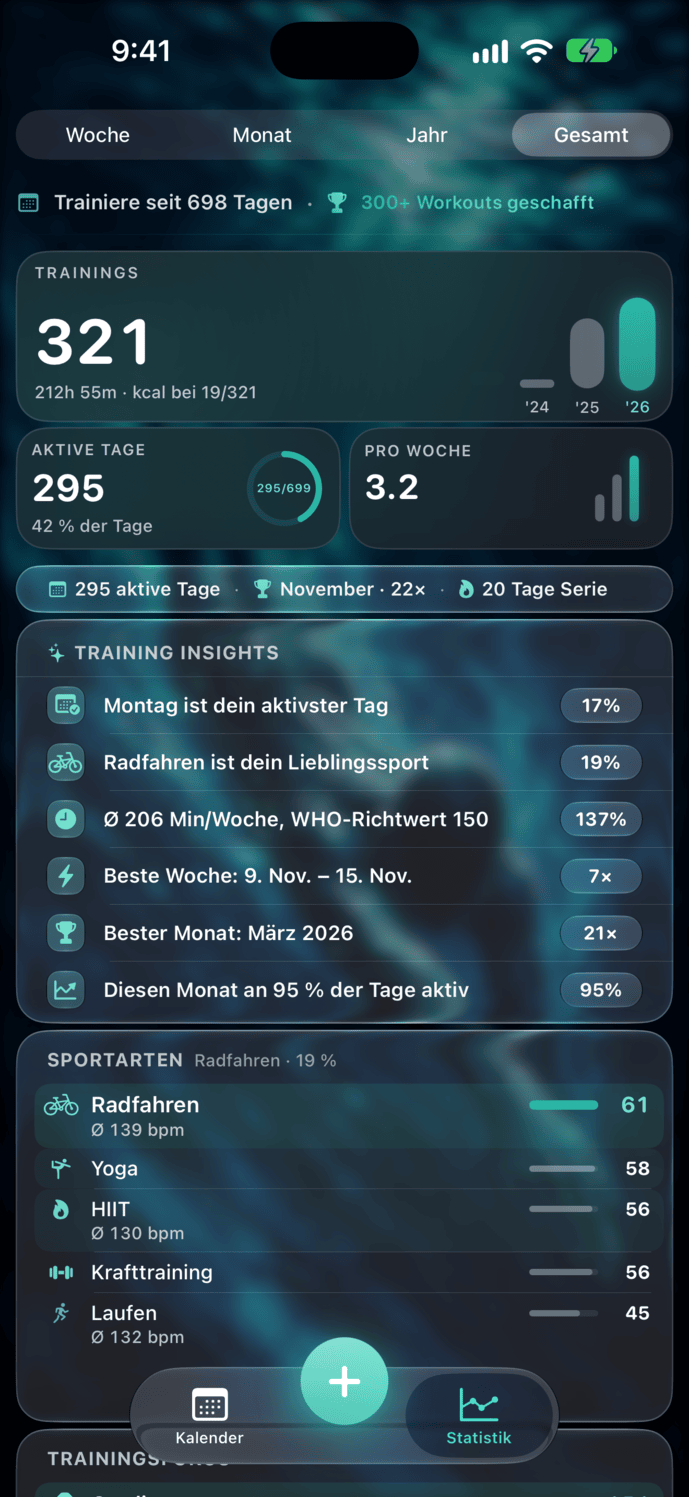 9:41
Woche Monat Jahr Gesamt
Trainiere seit 698 Tagen · 300+ Workouts geschafft
TRAININGS
321
212h 55m · kcal bei 19/321
'24 '25 '26
AKTIVE TAGE
295
42 % der Tage
295/699
PRO WOCHE
3.2
295 aktive Tage · November · 22× · 20 Tage Serie
TRAINING INSIGHTS
Montag ist dein aktivster Tag 17%
Radfahren ist dein Lieblingssport 19%
Ø 206 Min/Woche, WHO-Richtwert 150 137%
Beste Woche: 9. Nov. – 15. Nov. 7×
Bester Monat: März 2026 21×
Diesen Monat an 95 % der Tage aktiv 95%
SPORTARTEN Radfahren · 19 %
Radfahren 61
Ø 139 bpm
Yoga 58
HIIT 56
Ø 130 bpm
Krafttraining 56
Laufen 45
Ø 132 bpm
Kalender Statistik